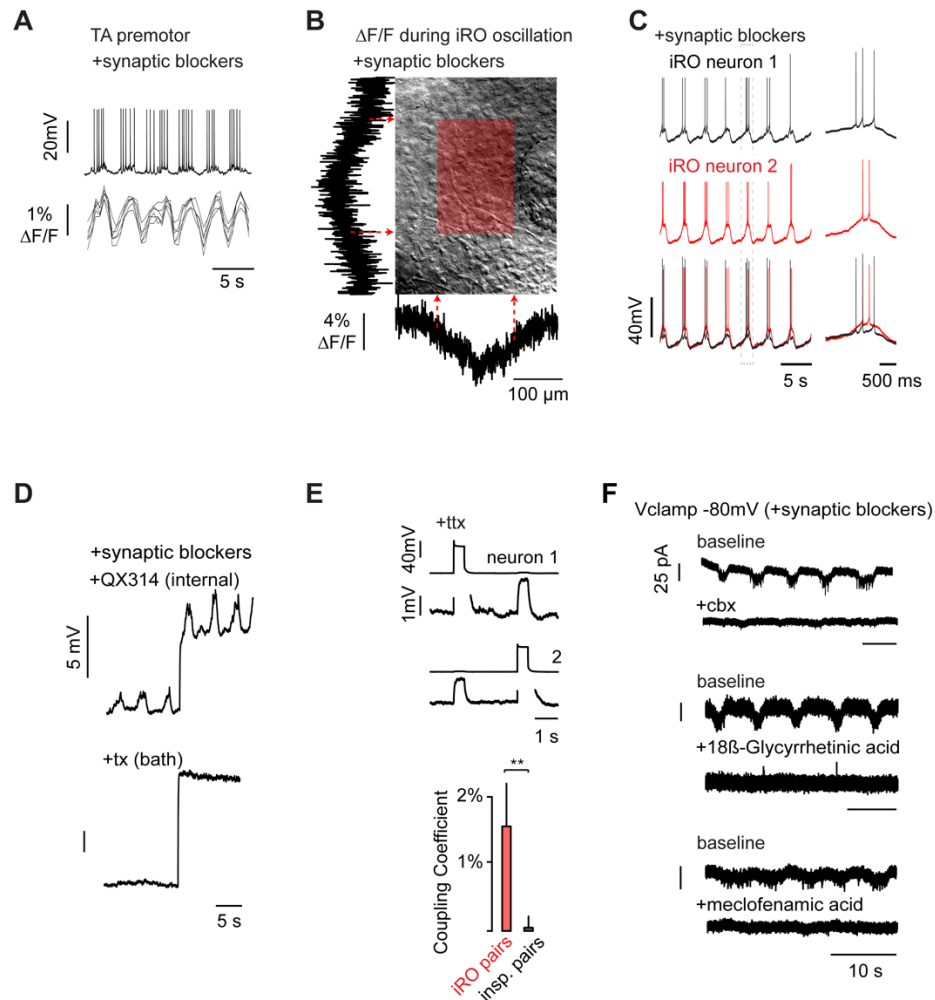 A
TA premotor
+synaptic blockers
20mV
1%
ΔF/F
5 s
B
ΔF/F during iRO oscillation
+synaptic blockers
4%
ΔF/F
100 µm
C
+synaptic blockers
iRO neuron 1
iRO neuron 2
40mV
5 s
500 ms
D
+synaptic blockers
+QX314 (internal)
5 mV
+tx (bath)
5 s
E
+ttx
40mV
neuron 1
1mV
2
1 s
**
2%
1%
Coupling Coefficient
iRO pairs
insp. pairs
F
Vclamp -80mV (+synaptic blockers)
baseline
25 pA
+cbx
baseline
+18ß-Glycyrrhetinic acid
baseline
+meclofenamic acid
10 s